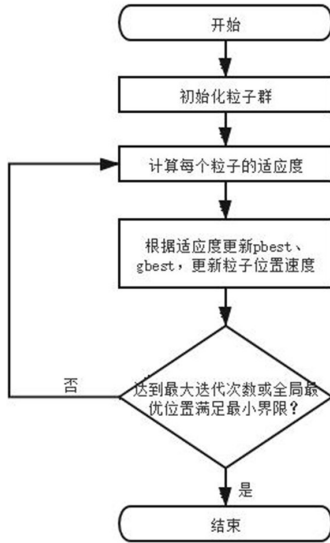 开始
初始化粒子群
计算每个粒子的适应度
根据适应度更新pbest、
gbest，更新粒子位置速度
达到最大迭代次数或全局最
优位置满足最小界限？
否
是
结束